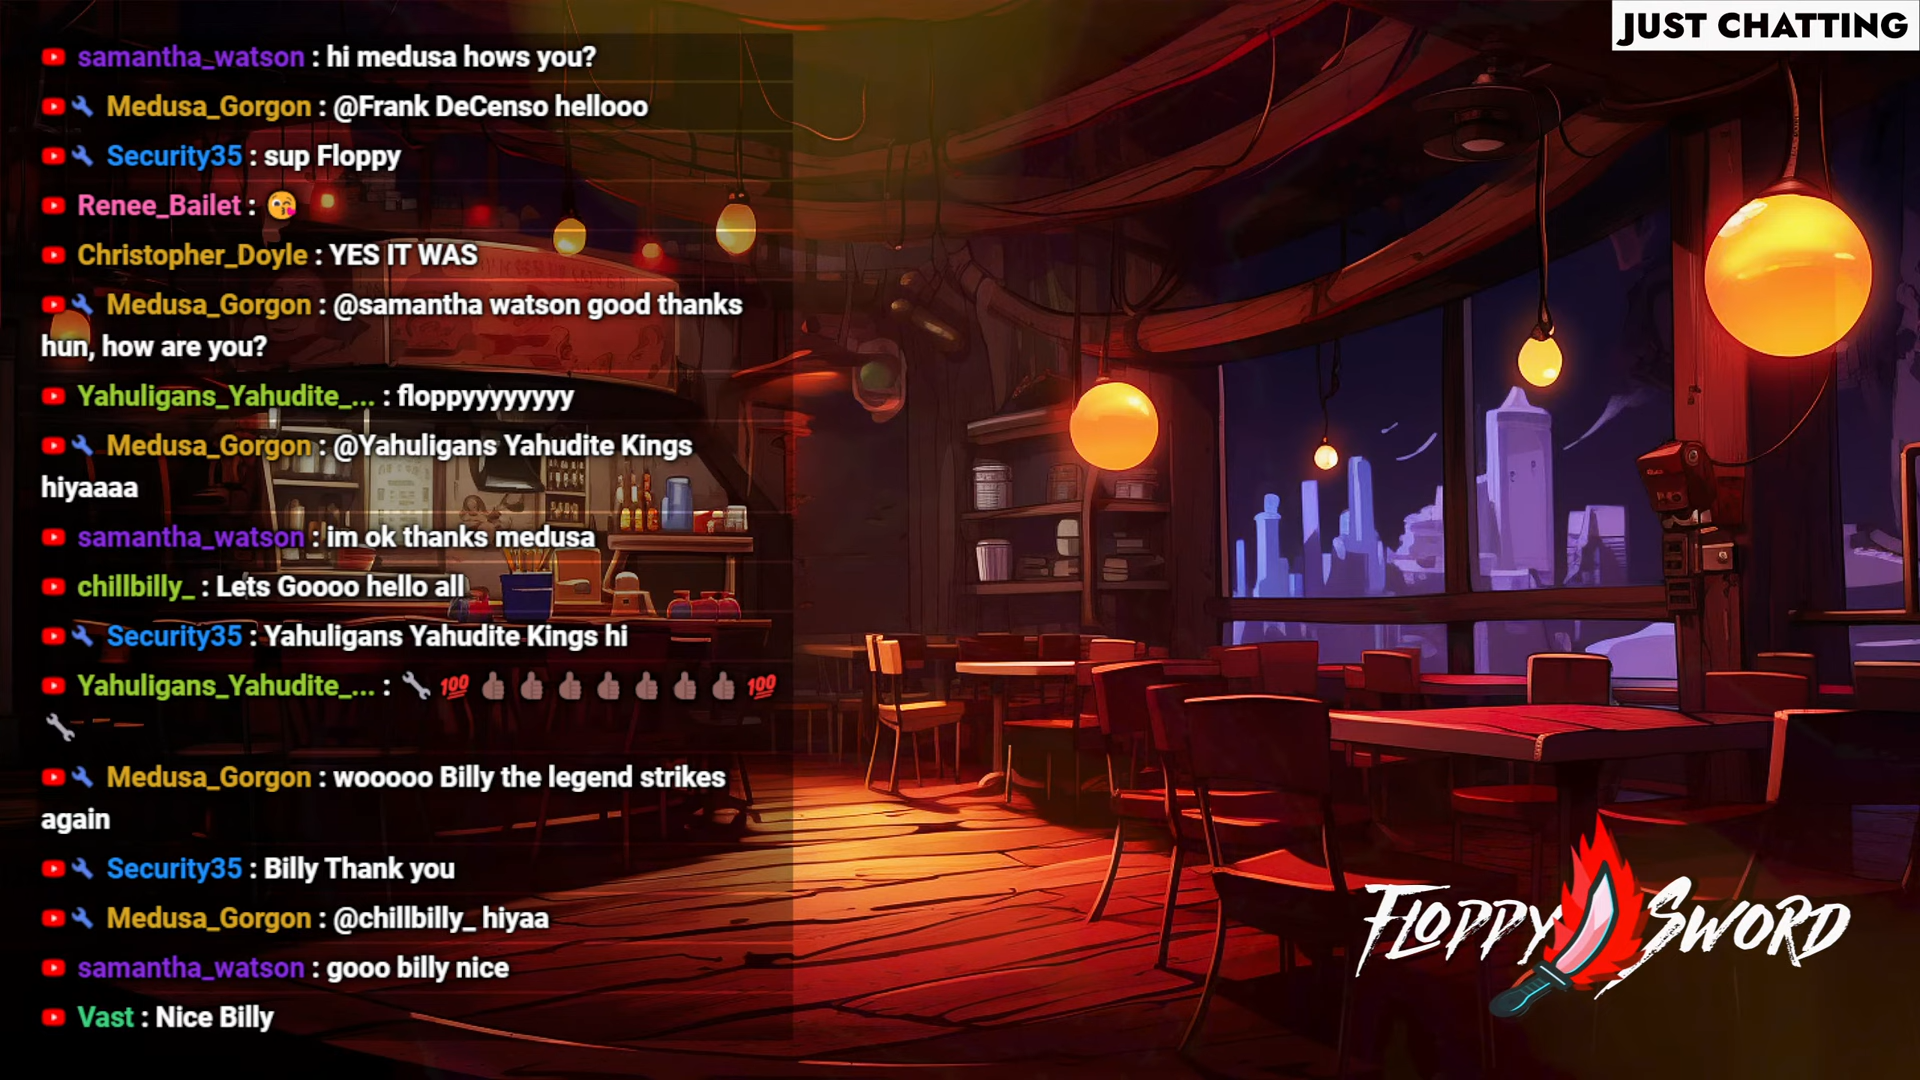 JUST CHATTING
samantha_watson : hi medusa hows you?
Medusa_Gorgon : @Frank DeCenso hellooo
Security35 : sup Floppy
Renee_Bailet : 😘
Christopher_Doyle : YES IT WAS
Medusa_Gorgon : @samantha watson good thanks
hun, how are you?
Yahuligans_Yahudite_... : floppyyyyyyyy
Medusa_Gorgon : @Yahuligans Yahudite Kings
hiyaaaa
samantha_watson : im ok thanks medusa
chillbilly_ : Lets Goooo hello all
Security35 : Yahuligans Yahudite Kings hi
Yahuligans_Yahudite_... : 🔧 💯 👍🏿 👍🏿 👍🏿 👍🏿 👍🏿 👍🏿 👍🏿 💯
🔧
Medusa_Gorgon : wooooo Billy the legend strikes
again
Security35 : Billy Thank you
Medusa_Gorgon : @chillbilly_ hiyaa
samantha_watson : gooo billy nice
Vast : Nice Billy
FLOPPY SWORD